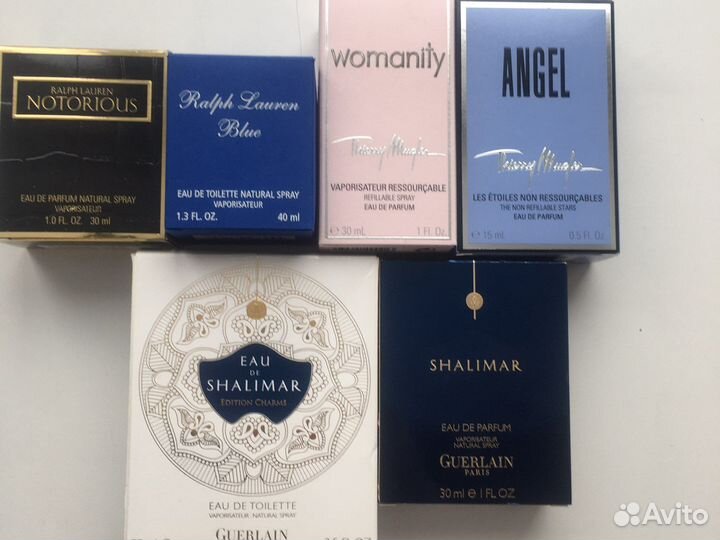 RALPH LAUREN
NOTORIOUS
EAU DE PARFUM NATURAL SPRAY
VAPORISATEUR
1.0 FL. OZ. 30 ml
Ralph Lauren
Blue
EAU DE TOILETTE NATURAL SPRAY
VAPORISATEUR
1.3 FL. OZ. 40 ml
womanity
Thierry Mugler
VAPORISATEUR RESSOURÇABLE
REFILLABLE SPRAY
EAU DE PARFUM
e 30 mL 1 Fl. Oz
ANGEL
Thierry Mugler
LES ÉTOILES NON RESSOURÇABLES
THE NON REFILLABLE STARS
EAU DE PARFUM
e 15 mL 0.5 Fl. Oz
EAU
DE
SHALIMAR
EDITION CHARMS
EAU DE TOILETTE
VAPORISATEUR · NATURAL SPRAY
GUERLAIN
SHALIMAR
EAU DE PARFUM
VAPORISATEUR
NATURAL SPRAY
GUERLAIN
PARIS
30 ml e 1 FL.OZ
Avito